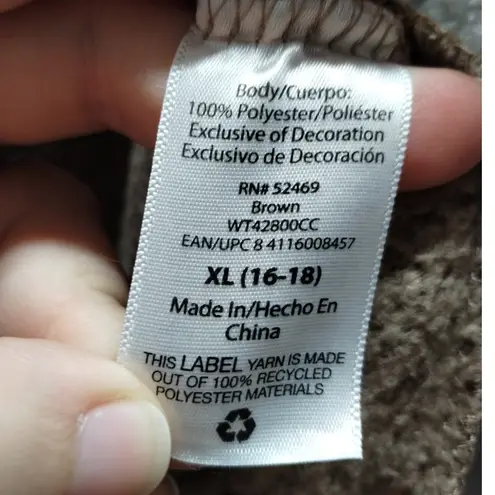 Body/Cuerpo:
100% Polyester/Poliéster
Exclusive of Decoration
Exclusivo de Decoración
RN# 52469
Brown
WT42800CC
EAN/UPC 8 4116008457
XL (16-18)
Made In/Hecho En
China
THIS LABEL YARN IS MADE
OUT OF 100% RECYCLED
POLYESTER MATERIALS